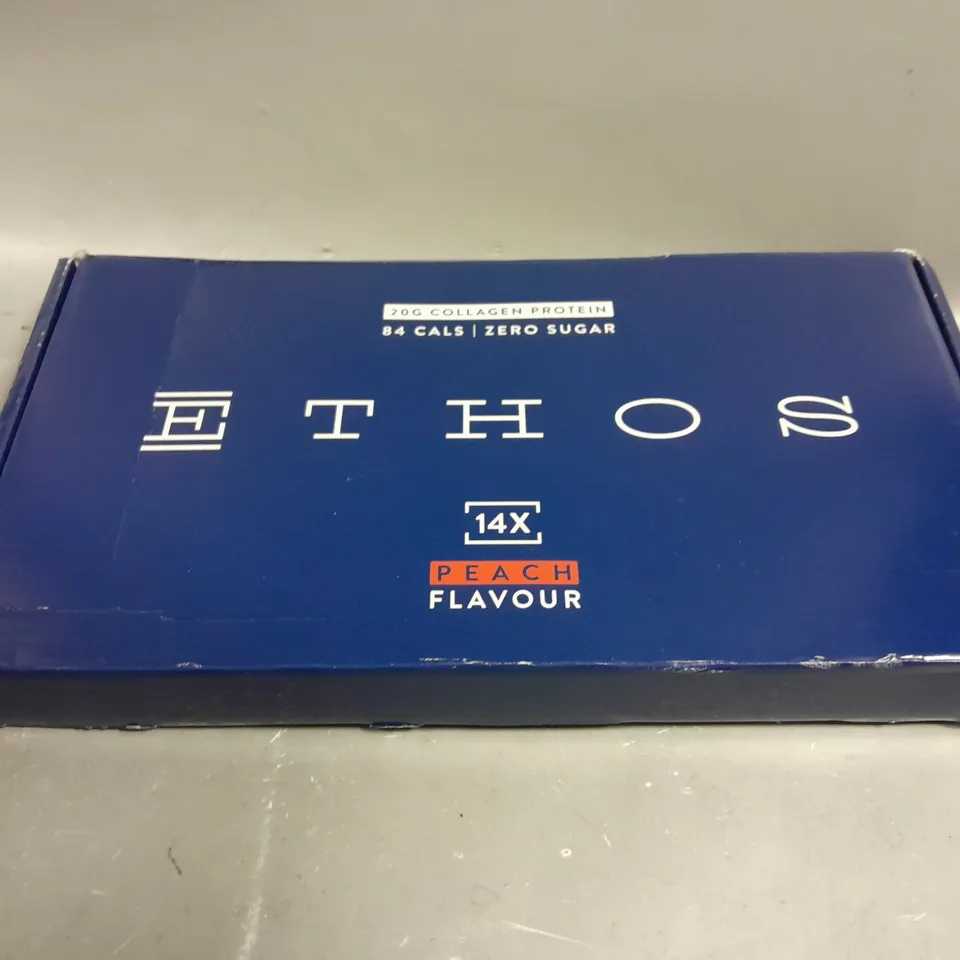 20G COLLAGEN PROTEIN
84 CALS | ZERO SUGAR
ETHOS
14X
PEACH
FLAVOUR